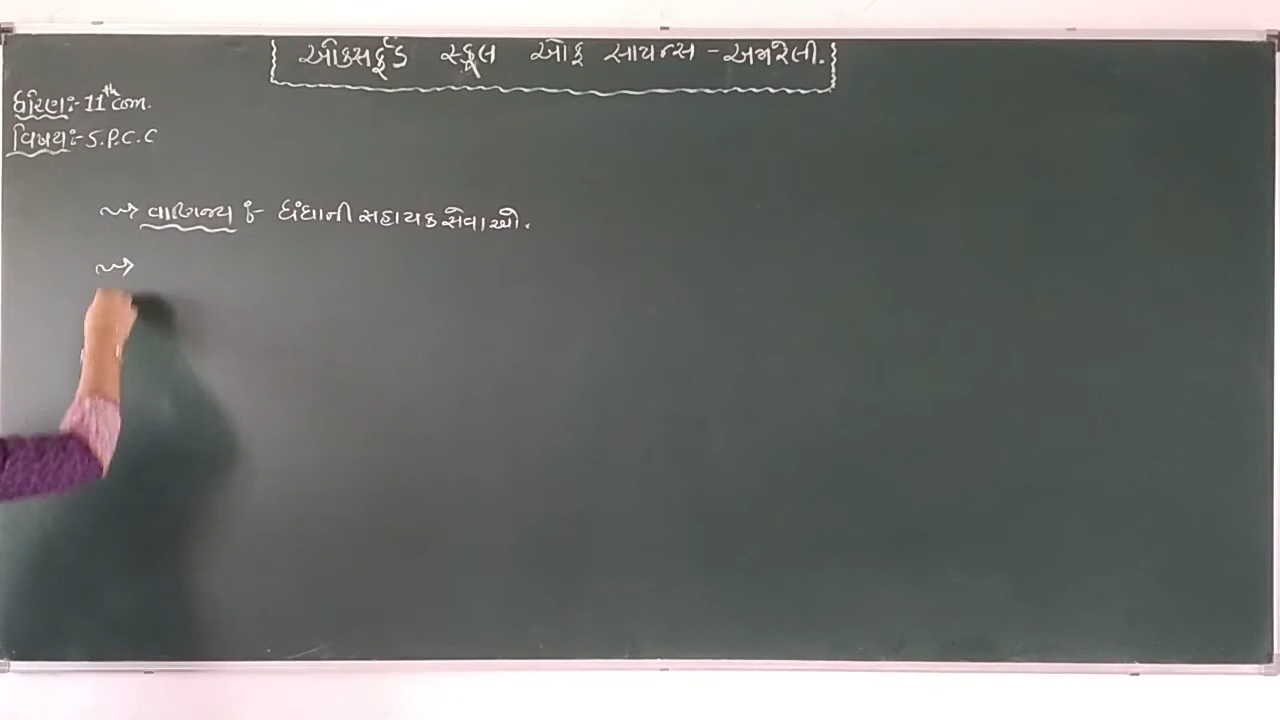 ઓક્સફર્ડ સ્કૂલ ઓફ સાયન્સ - અમરેલી.
ધોરણ:- 11th com.
વિષય:- S.P.C.C
વાણિજ્ય :- ધંધાની સહાયક સેવાઓ.